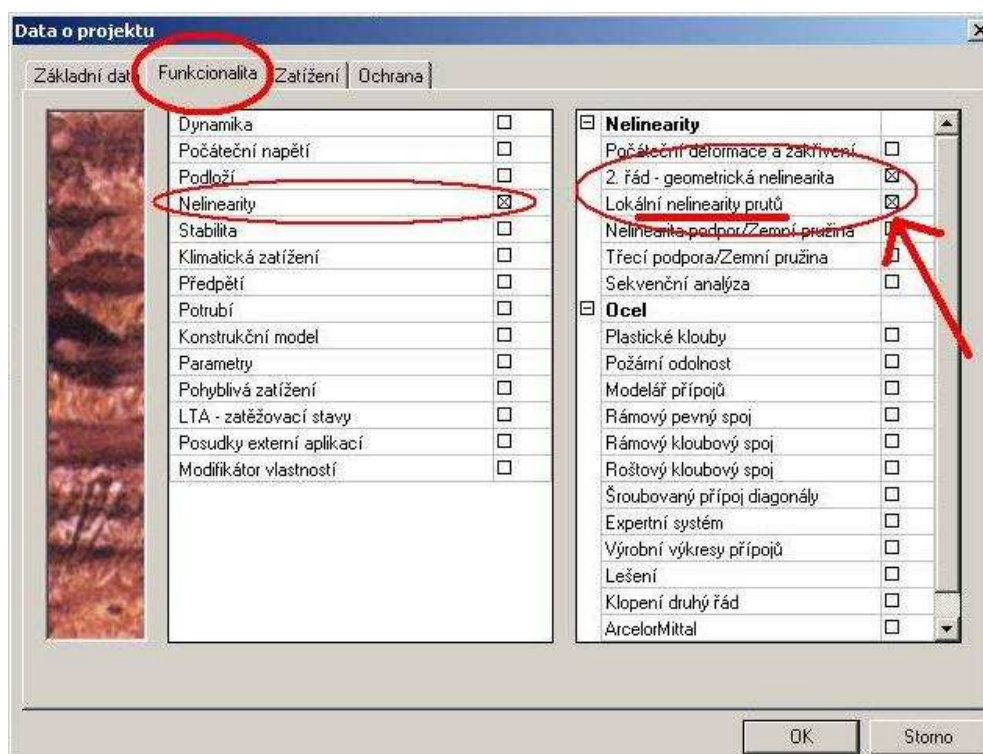 Data o projektu
Základní data Funkcionalita Zatížení Ochrana
Dynamika
Počáteční napětí
Podloží
Nelinearity
Stabilita
Klimatická zatížení
Předpětí
Potrubí
Konstrukční model
Parametry
Pohyblivá zatížení
LTA - zatěžovací stavy
Posudky externí aplikací
Modifikátor vlastností
Nelinearity
Počáteční deformace a zakřivení
2. řád - geometrická nelinearita
Lokální nelinearity prutů
Nelinearita podpor/Zemní pružina
Třecí podpora/Zemní pružina
Sekvenční analýza
Ocel
Plastické klouby
Požární odolnost
Modelář přípojů
Rámový pevný spoj
Rámový kloubový spoj
Roštový kloubový spoj
Šroubovaný přípoj diagonály
Expertní systém
Výrobní výkresy přípojů
Lešení
Klopení druhý řád
ArcelorMittal
OK Storno